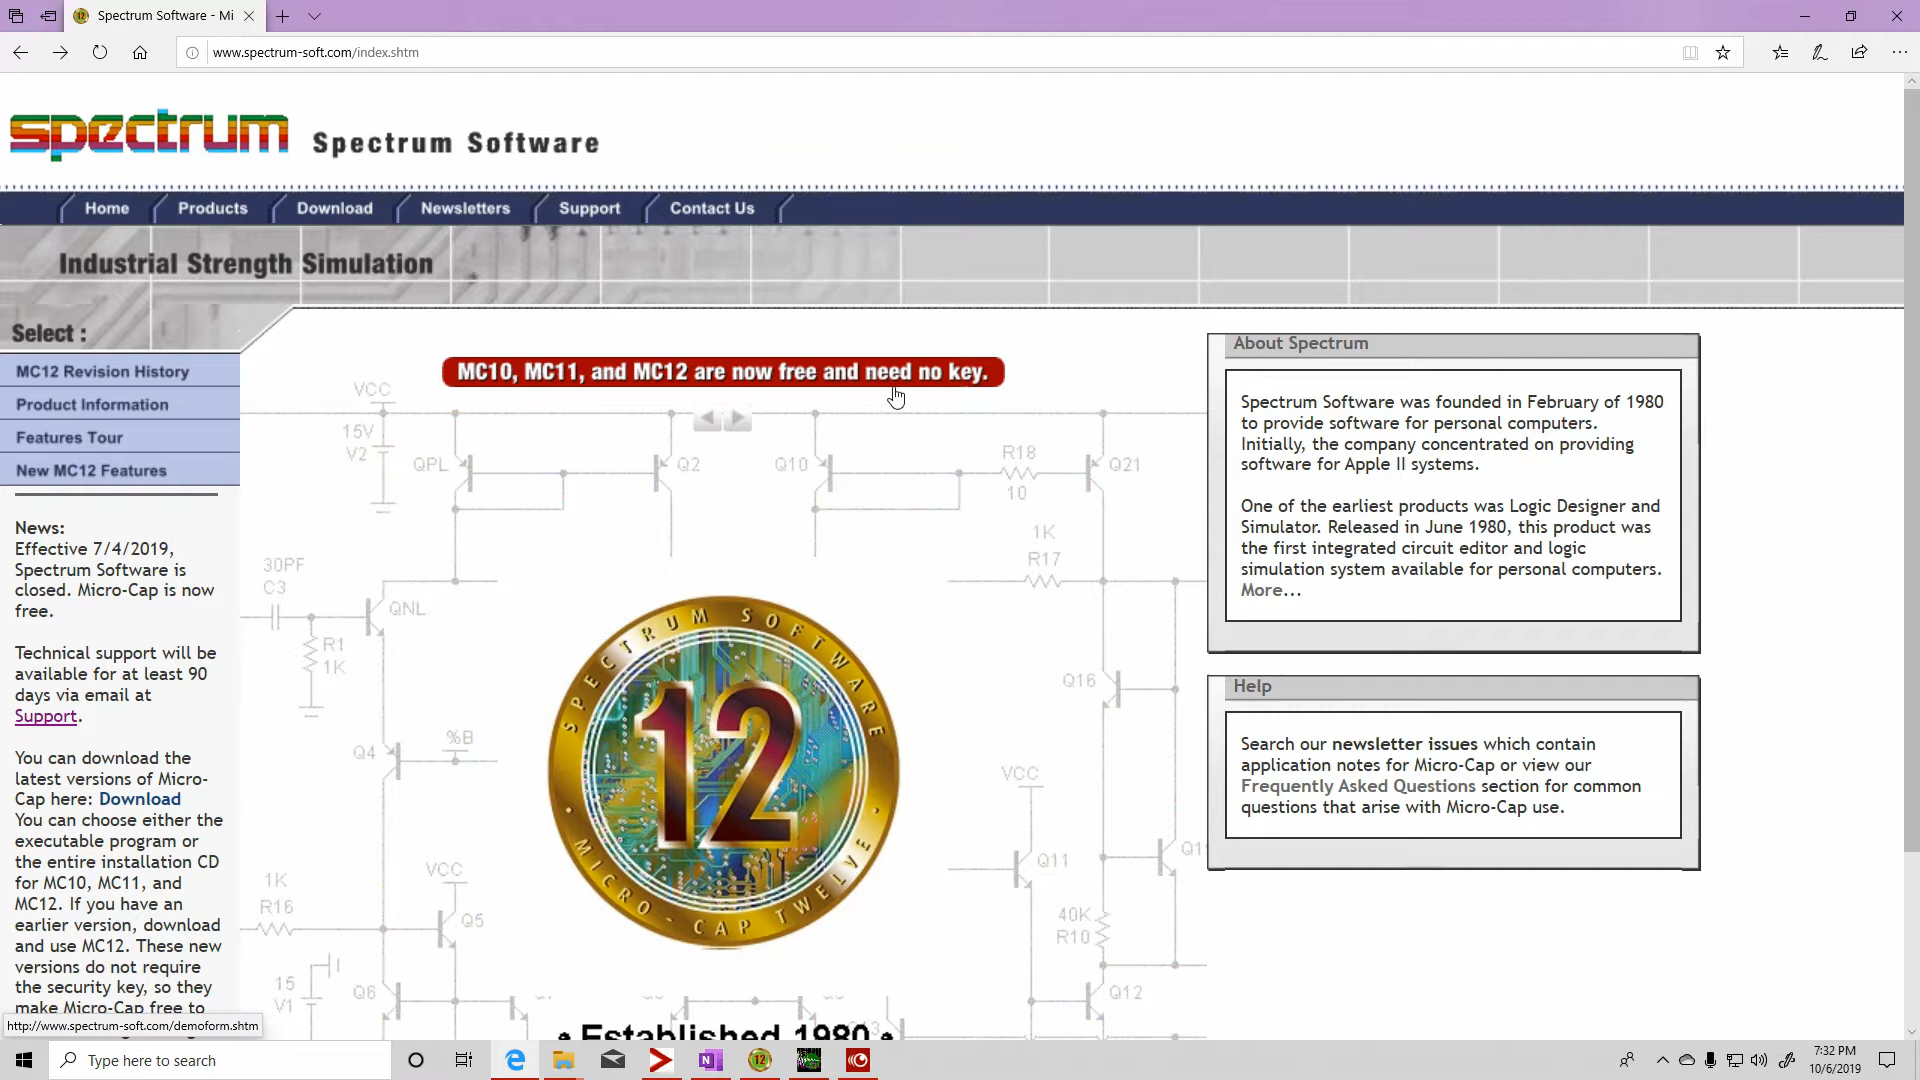 Spectrum Software - Mi
www.spectrum-soft.com/index.shtm
spectrum Spectrum Software
Home Products Download Newsletters Support Contact Us
Industrial Strength Simulation
Select :
MC12 Revision History
Product Information
Features Tour
New MC12 Features
News:
Effective 7/4/2019,
Spectrum Software is
closed. Micro-Cap is now
free.
Technical support will be
available for at least 90
days via email at
Support.
You can download the
latest versions of Micro-
Cap here: Download
You can choose either the
executable program or
the entire installation CD
for MC10, MC11, and
MC12. If you have an
earlier version, download
and use MC12. These new
versions do not require
the security key, so they
make Micro-Cap free to
http://www.spectrum-soft.com/demoform.shtm
MC10, MC11, and MC12 are now free and need no key.
VCC
15V
V2
QPL
Q2
Q10
R18
10
Q21
1K
R17
30PF
C3
QNL
R1
1K
Q16
Q4
%B
VCC
Q11
VCC
1K
R16
Q5
40K
R10
15
V1
Q6
Q12
SPECTRUM SOFTWARE
12
MICRO-CAP TWELVE
• Established 1980 •
About Spectrum
Spectrum Software was founded in February of 1980
to provide software for personal computers.
Initially, the company concentrated on providing
software for Apple II systems.
One of the earliest products was Logic Designer and
Simulator. Released in June 1980, this product was
the first integrated circuit editor and logic
simulation system available for personal computers.
More...
Help
Search our newsletter issues which contain
application notes for Micro-Cap or view our
Frequently Asked Questions section for common
questions that arise with Micro-Cap use.
Type here to search
7:32 PM
10/6/2019